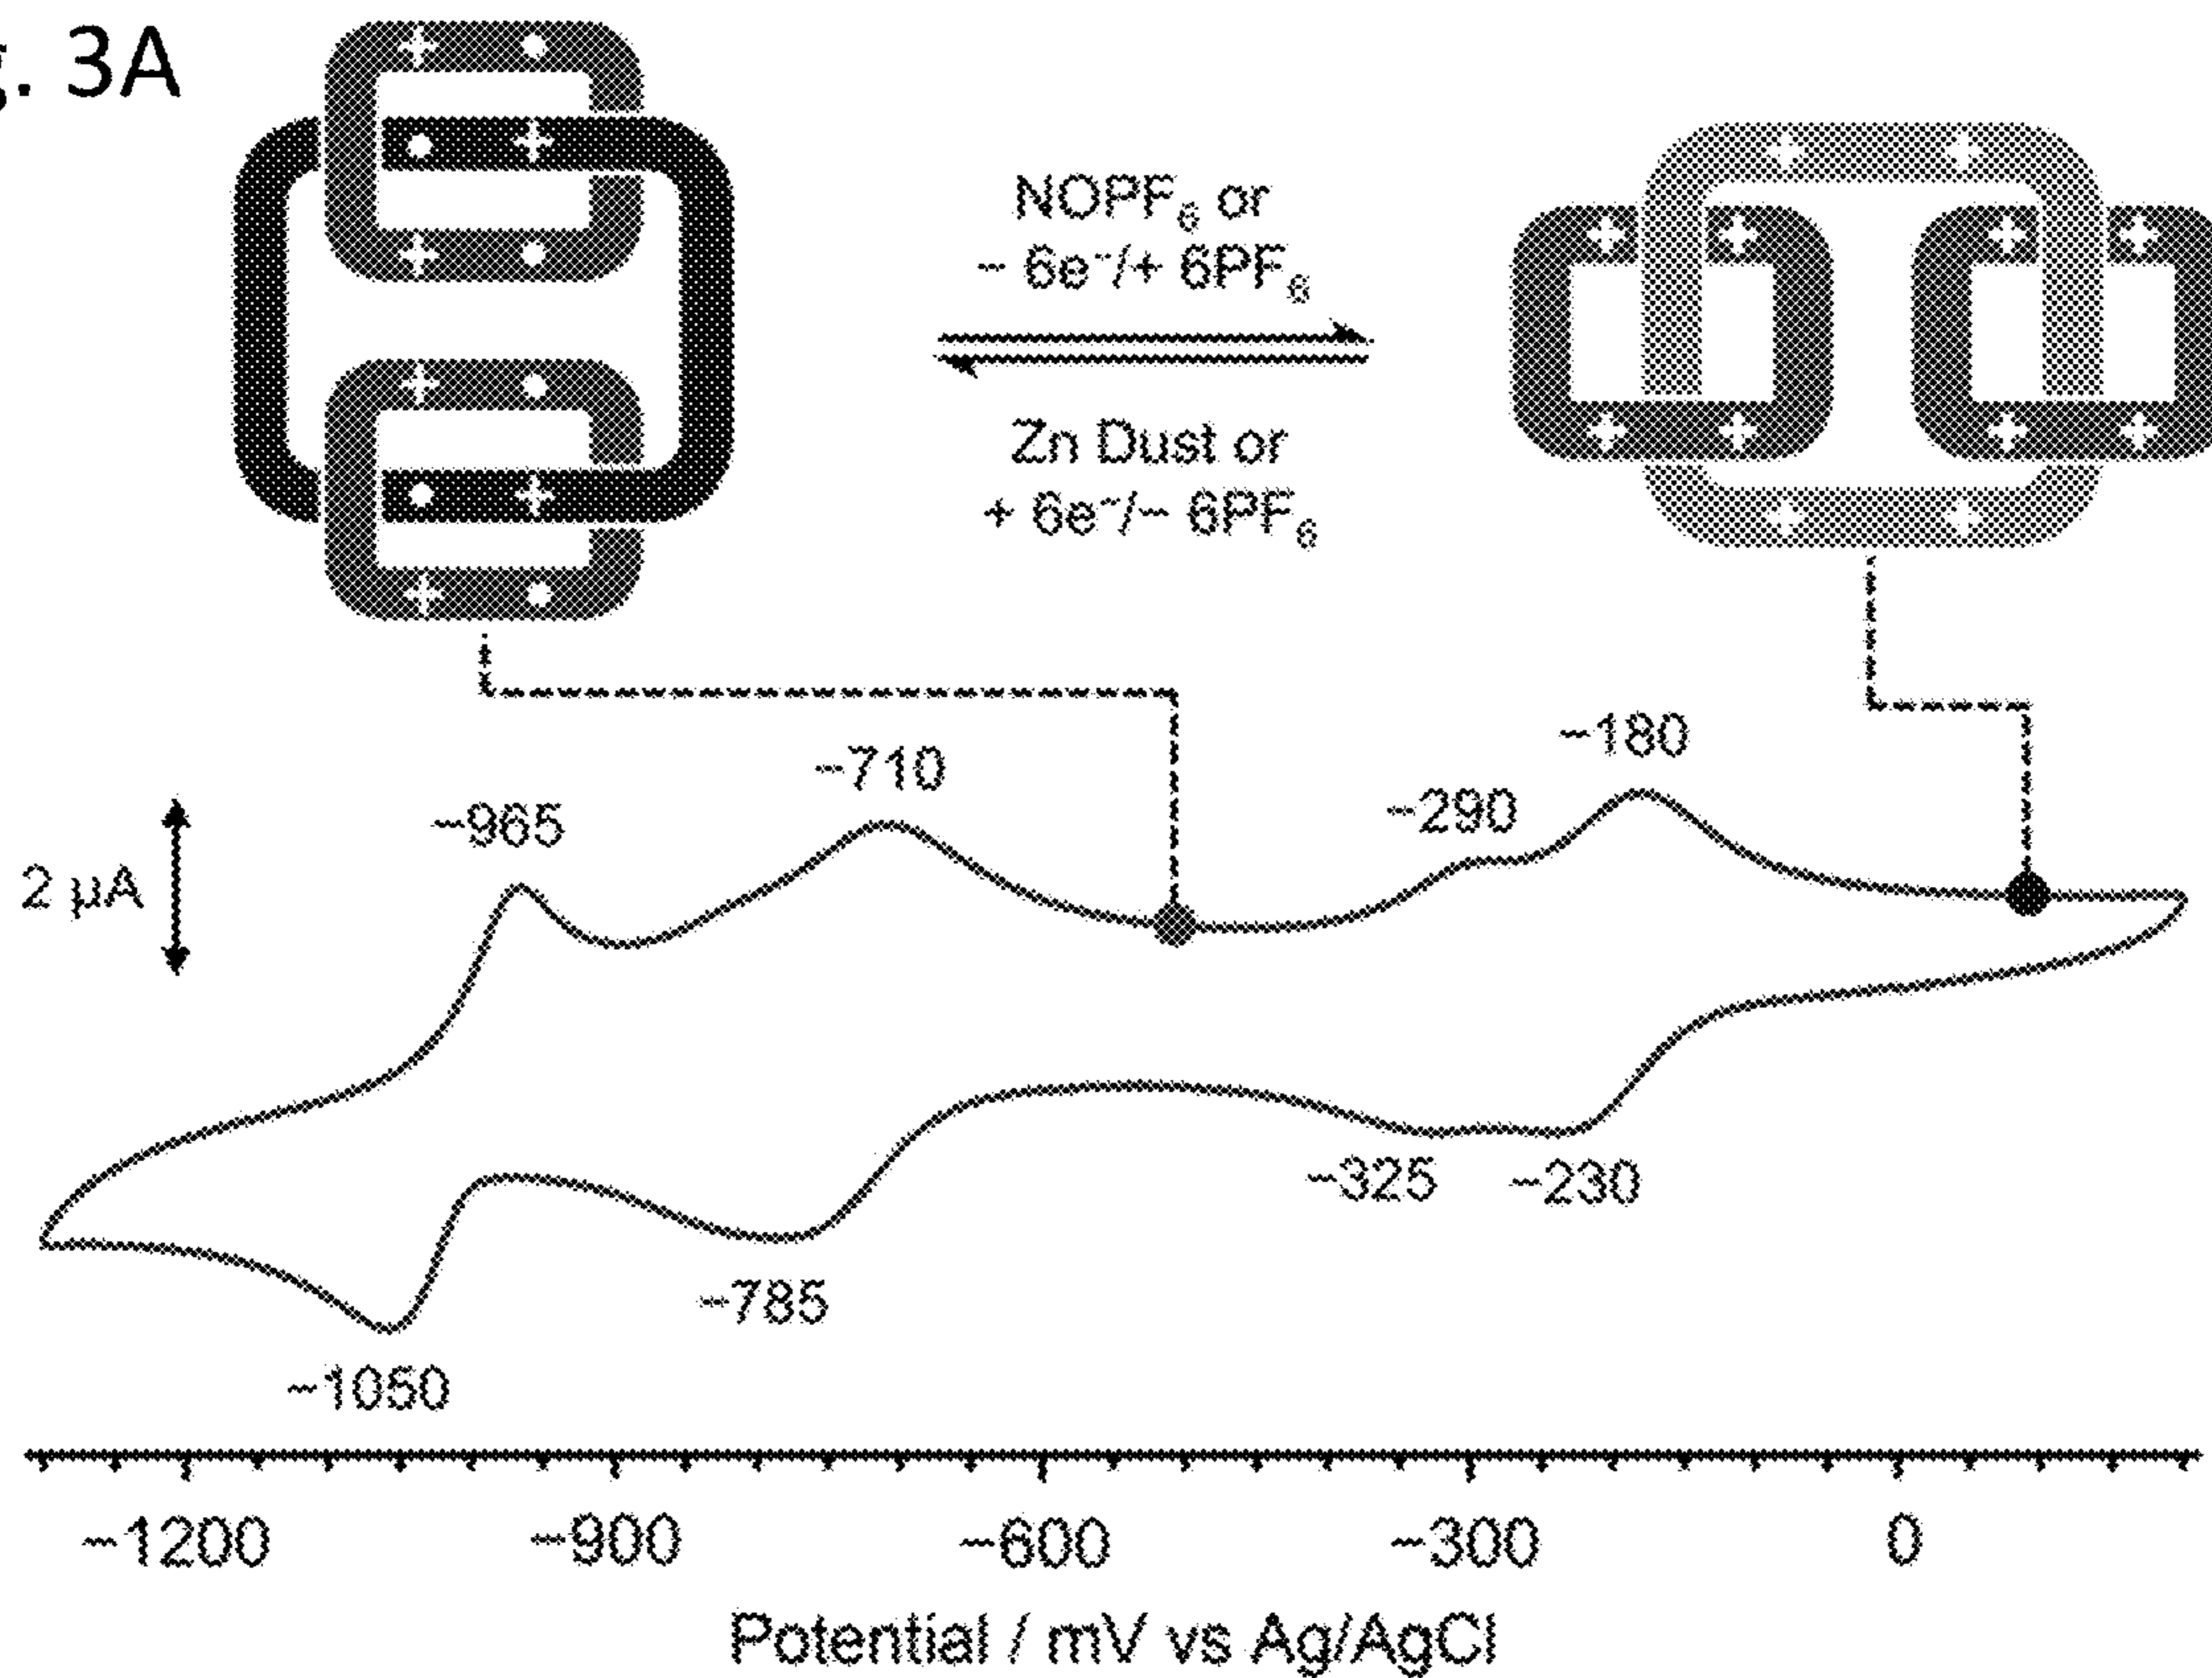 g. 3A
NOPF₆ or
− 6e⁻/+ 6PF₆
Zn Dust or
+ 6e⁻/− 6PF₆
−180
−710
−290
−965
2 µA
−325
−230
−785
−1050
−1200
−900
−600
−300
0
Potential / mV vs Ag/AgCl